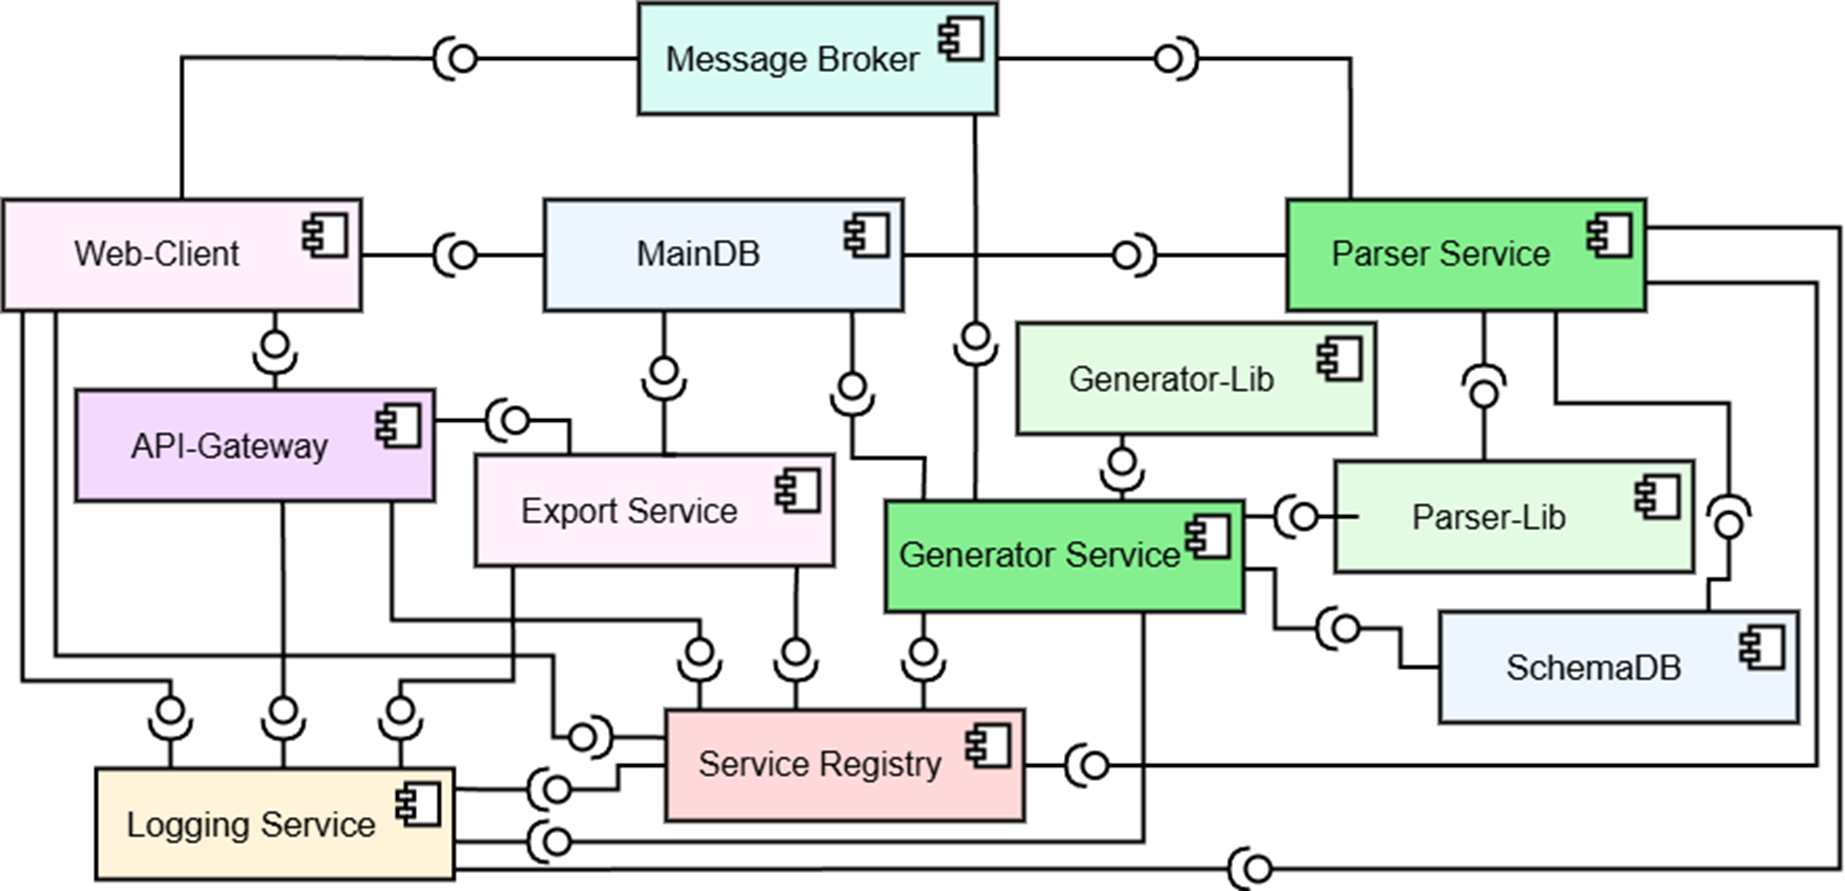 Message Broker
Web-Client
MainDB
Parser Service
Generator-Lib
API-Gateway
Export Service
Parser-Lib
Generator Service
SchemaDB
Service Registry
Logging Service